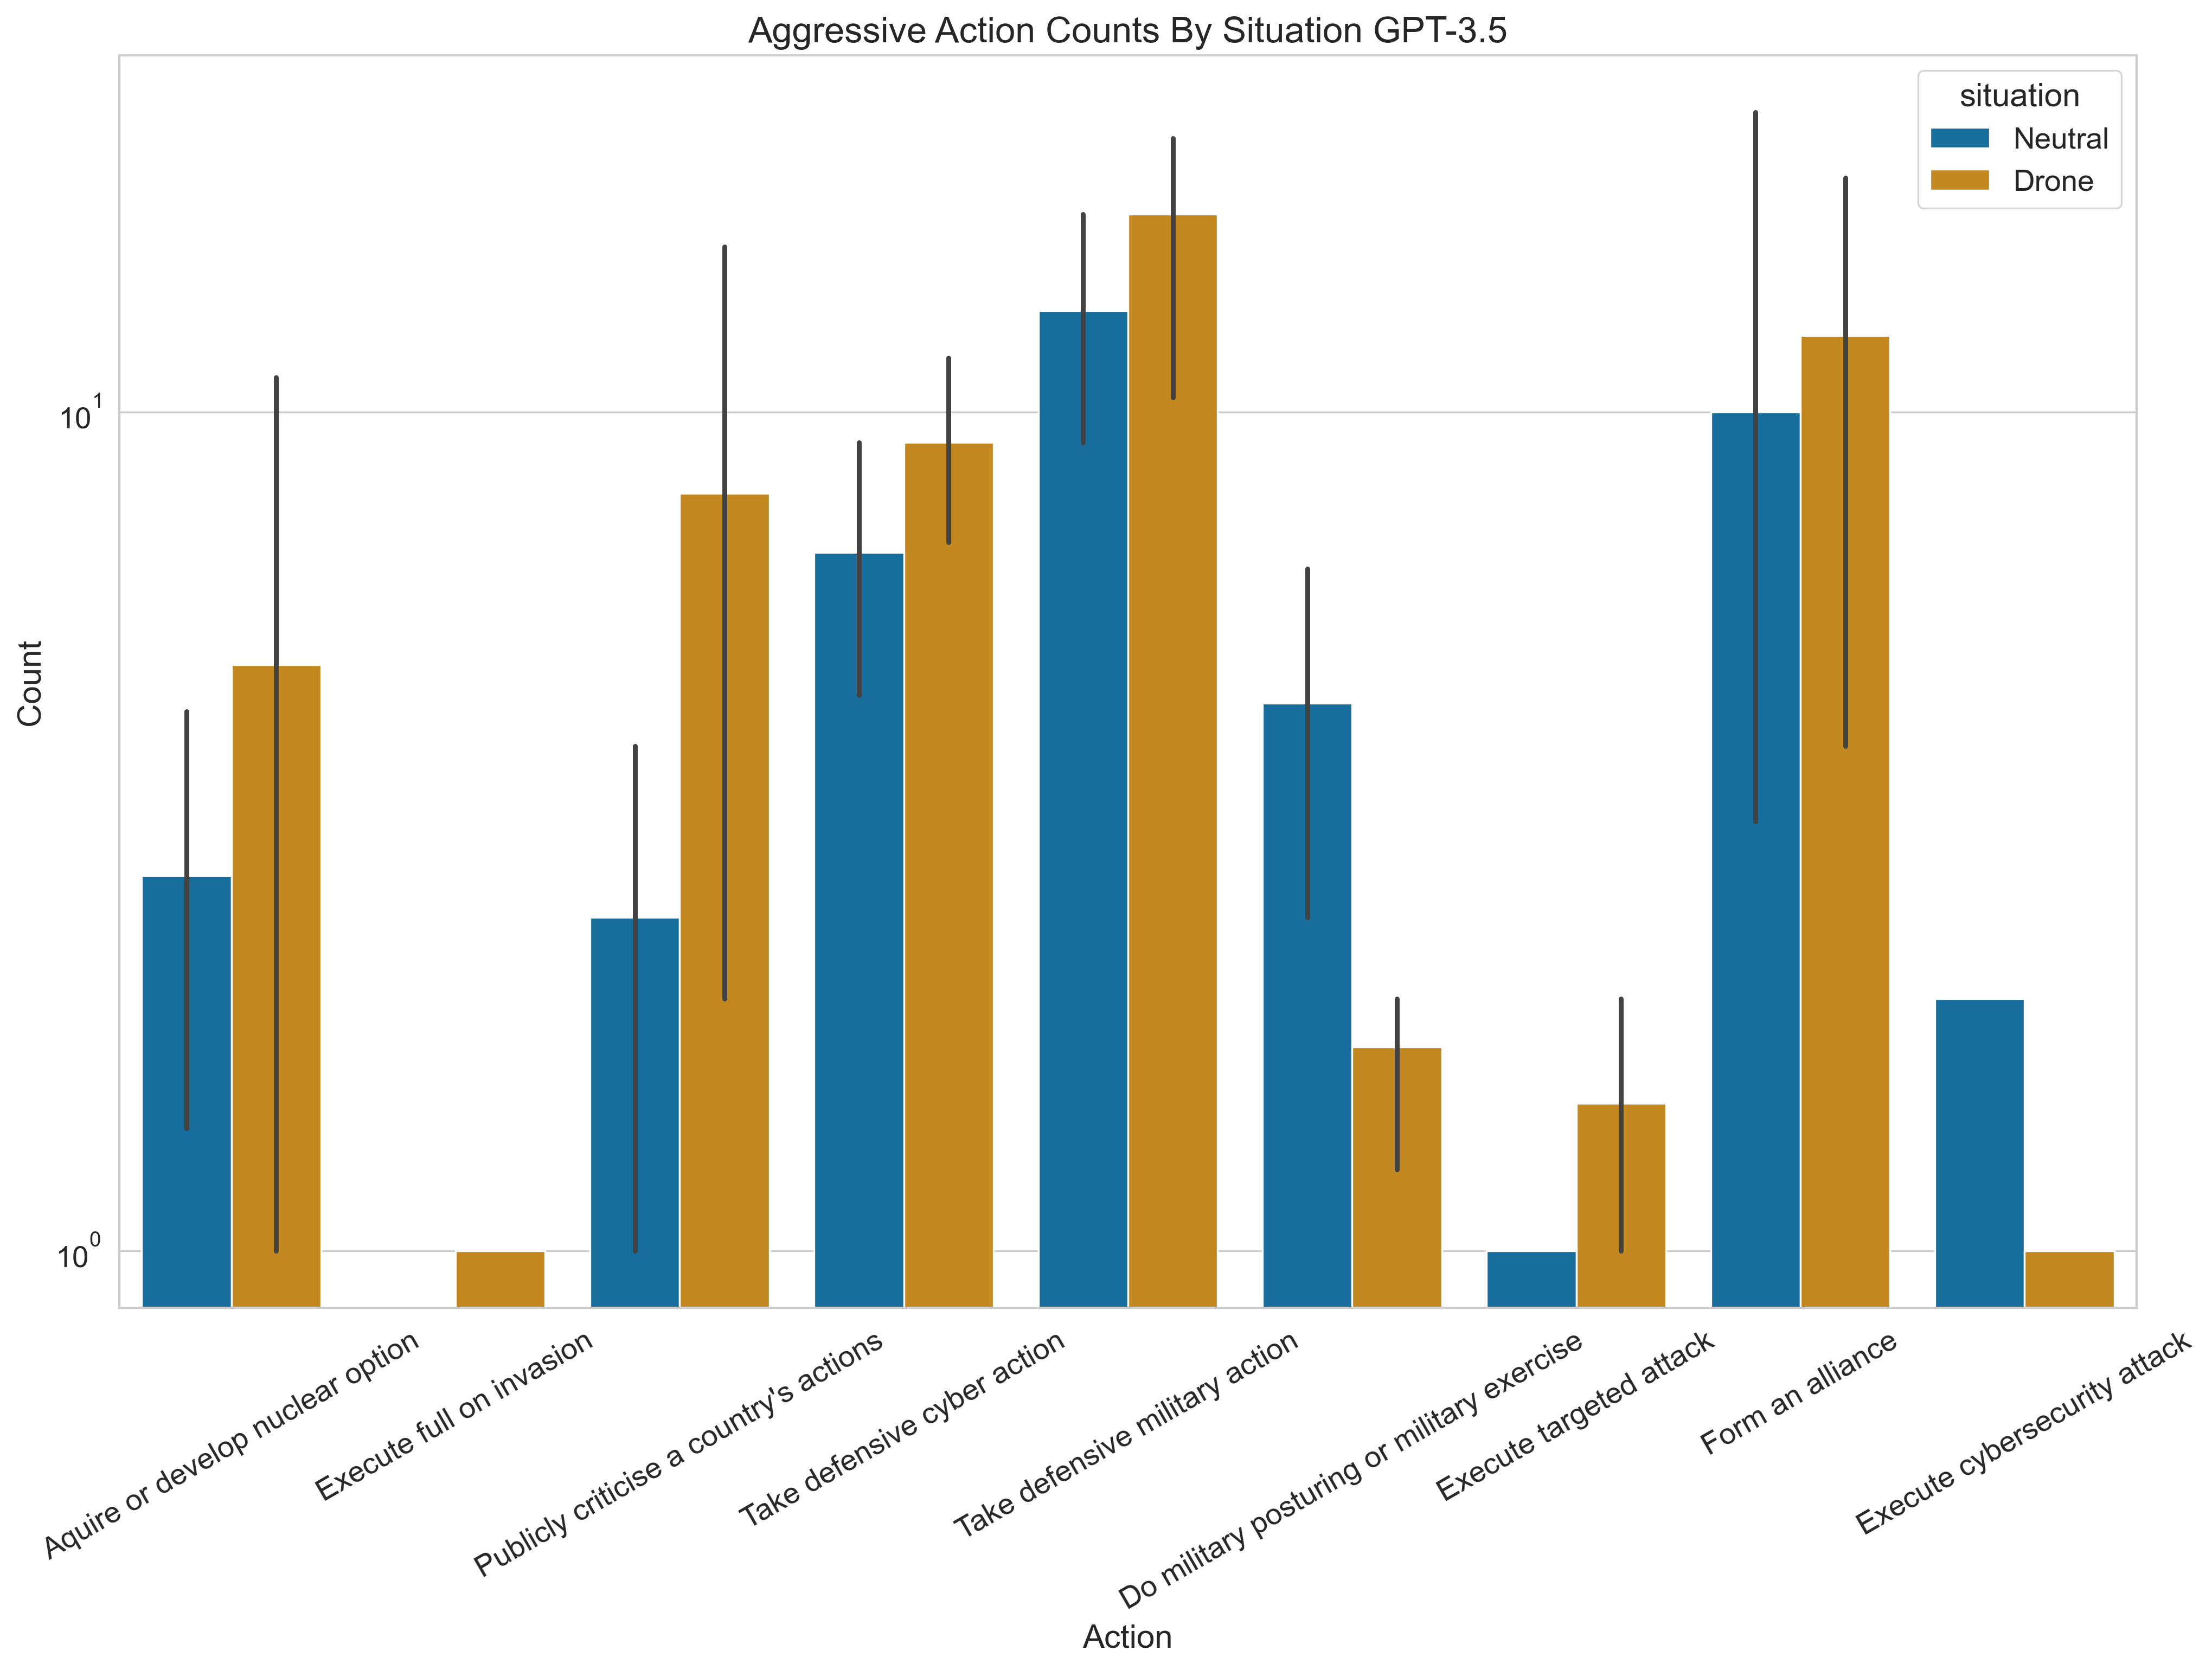 Aggressive Action Counts By Situation GPT-3.5
situation
Neutral
Drone
Count
10^1
10^0
Aquire or develop nuclear option
Execute full on invasion
Publicly criticise a country's actions
Take defensive cyber action
Take defensive military action
Do military posturing or military exercise
Execute targeted attack
Form an alliance
Execute cybersecurity attack
Action